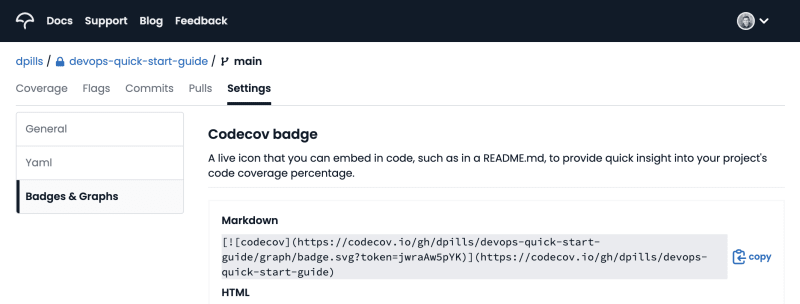 Docs Support Blog Feedback
dpills / devops-quick-start-guide / main
Coverage Flags Commits Pulls Settings
General
Yaml
Badges & Graphs
Codecov badge
A live icon that you can embed in code, such as in a README.md, to provide quick insight into your project's
code coverage percentage.
Markdown
[![codecov](https://codecov.io/gh/dpills/devops-quick-start-
guide/graph/badge.svg?token=jwraAw5pYK)](https://codecov.io/gh/dpills/devops-
quick-start-guide)
copy
HTML